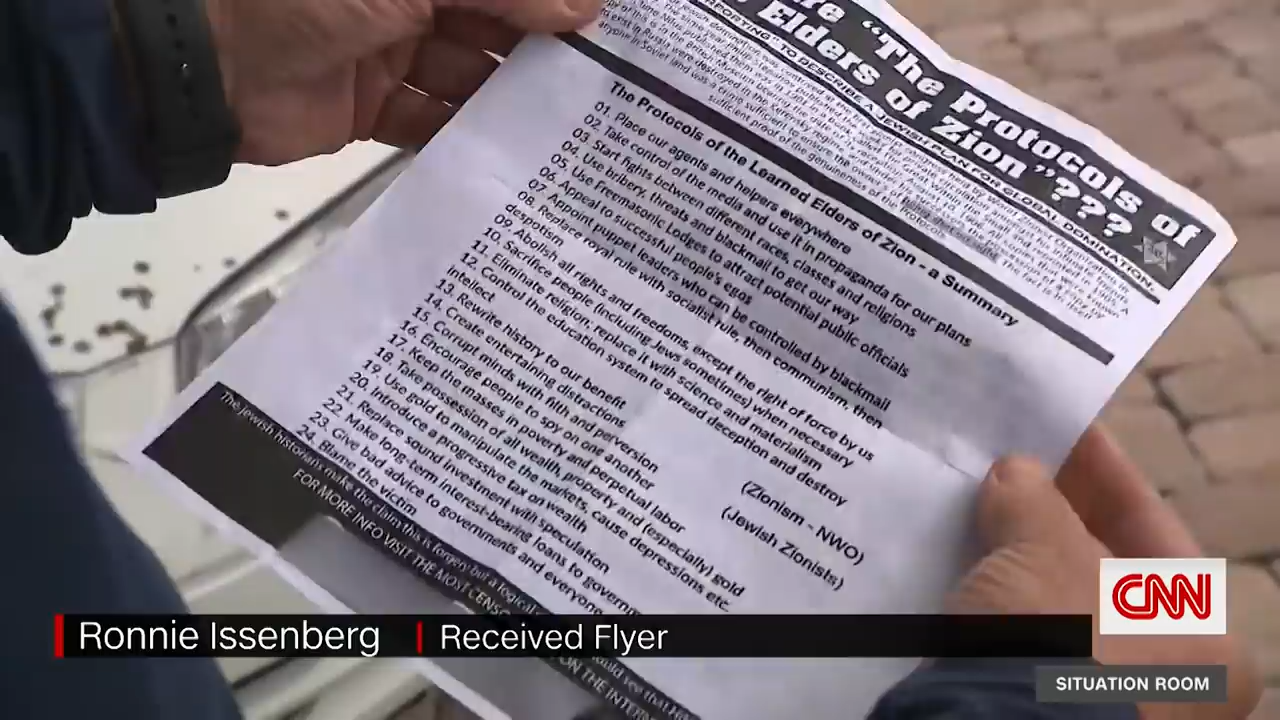 re "The Protocols of
Elders of Zion"???
REPORTING" TO DESCRIBE A JEWISH PLAN FOR GLOBAL DOMINATION.
The Protocols of the Learned Elders of Zion - a Summary
01. Place our agents and helpers everywhere
02. Take control of the media and use it in propaganda for our plans
03. Start fights between different races, classes and religions
04. Use bribery, threats and blackmail to get our way
05. Use Freemasonic Lodges to attract potential public officials
06. Appeal to successful people's egos
07. Appoint puppet leaders who can be controlled by blackmail
08. Replace royal rule with socialist rule, then communism, then
despotism
09. Abolish all rights and freedoms, except the right of force by us
10. Sacrifice people (including Jews sometimes) when necessary
11. Eliminate religion, replace it with science and materialism
12. Control the education system to spread deception and destroy
intellect
13. Rewrite history to our benefit
14. Create entertaining distractions
15. Corrupt minds with filth and perversion
16. Encourage people to spy on one another
17. Keep the masses in poverty and perpetual labor
18. Take possession of all wealth, property and (especially) gold
19. Use gold to manipulate the markets, cause depressions etc.
20. Introduce a progressive tax on wealth
21. Replace sound investment with speculation
22. Make long-term interest-bearing loans to governm
23. Give bad advice to governments and everyone
24. Blame the victim
(Zionism - NWO)
(Jewish Zionists)
The Jewish historians make the claim this is forgery but a logical
FOR MORE INFO VISIT THE MOST CENSO
ON THE INTERN
Ronnie Issenberg | Received Flyer
CNN
SITUATION ROOM